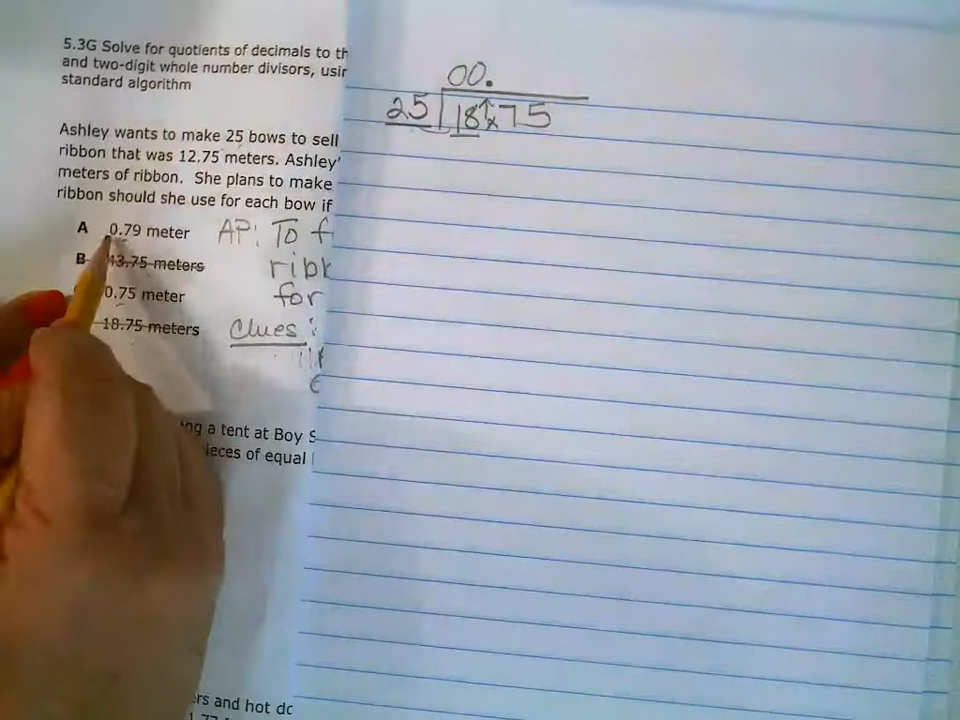 5.3G Solve for quotients of decimals to th
and two-digit whole number divisors, usin
standard algorithm
Ashley wants to make 25 bows to sell
ribbon that was 12.75 meters. Ashley'
meters of ribbon. She plans to make
ribbon should she use for each bow if
A 0.79 meter
B 13.75 meters
0.75 meter
18.75 meters
AP: To f
ribb
for
Clues:
00.
25 18.75
ng a tent at Boy S
ieces of equal
rs and hot do